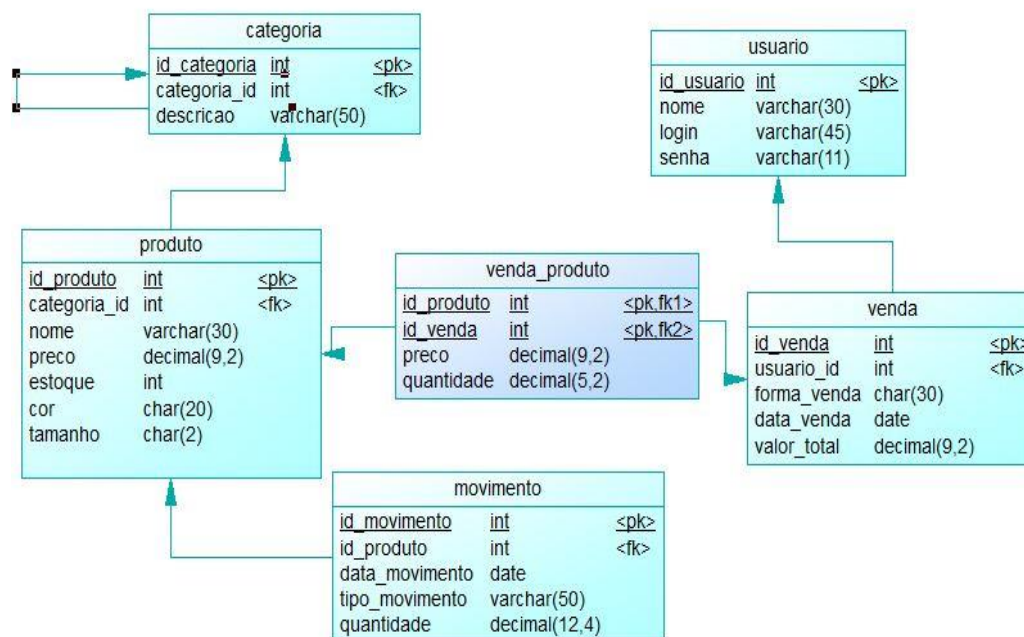 categoria
id_categoria int <pk>
categoria_id int <fk>
descricao varchar(50)
usuario
id_usuario int <pk>
nome varchar(30)
login varchar(45)
senha varchar(11)
produto
id_produto int <pk>
categoria_id int <fk>
nome varchar(30)
preco decimal(9,2)
estoque int
cor char(20)
tamanho char(2)
venda_produto
id_produto int <pk,fk1>
id_venda int <pk,fk2>
preco decimal(9,2)
quantidade decimal(5,2)
venda
id_venda int <pk>
usuario_id int <fk>
forma_venda char(30)
data_venda date
valor_total decimal(9,2)
movimento
id_movimento int <pk>
id_produto int <fk>
data_movimento date
tipo_movimento varchar(50)
quantidade decimal(12,4)